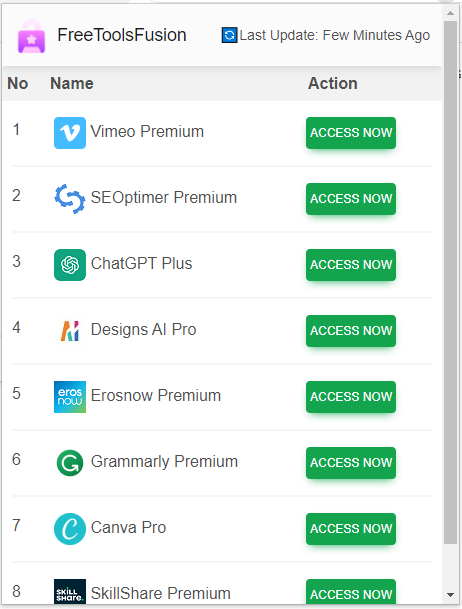 FreeToolsFusion
Last Update: Few Minutes Ago
No Name Action
1 Vimeo Premium ACCESS NOW
2 SEOptimer Premium ACCESS NOW
3 ChatGPT Plus ACCESS NOW
4 Designs AI Pro ACCESS NOW
5 eros now Erosnow Premium ACCESS NOW
6 Grammarly Premium ACCESS NOW
7 Canva Pro ACCESS NOW
8 SKILL SHARE. SkillShare Premium ACCESS NOW